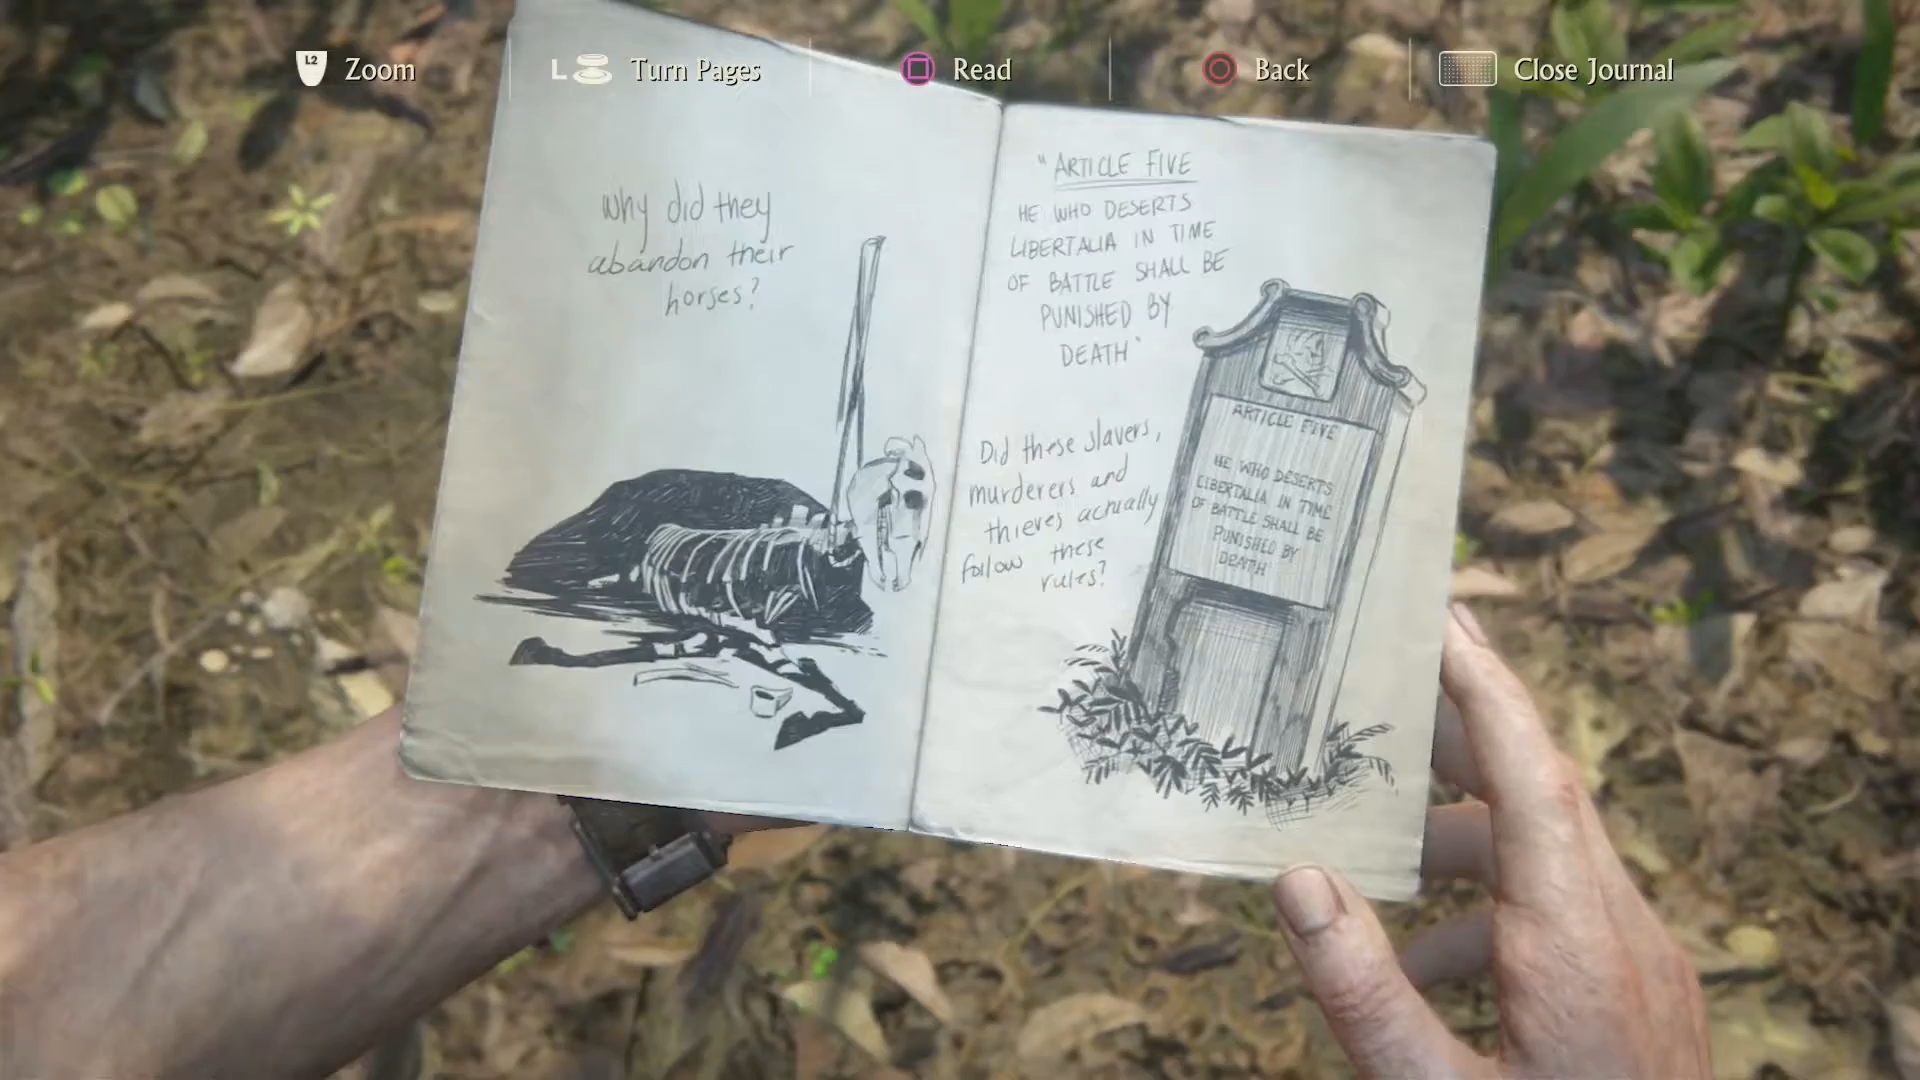 L2 Zoom
L Turn Pages
Read
Back
Close Journal
why did they
abandon their
horses?
"ARTICLE FIVE
HE WHO DESERTS
LIBERTALIA IN TIME
OF BATTLE SHALL BE
PUNISHED BY
DEATH"
Did these slavers,
murderers and
thieves actually
follow these
rules?
ARTICLE FIVE
HE WHO DESERTS
LIBERTALIA IN TIME
OF BATTLE SHALL BE
PUNISHED BY
DEATH